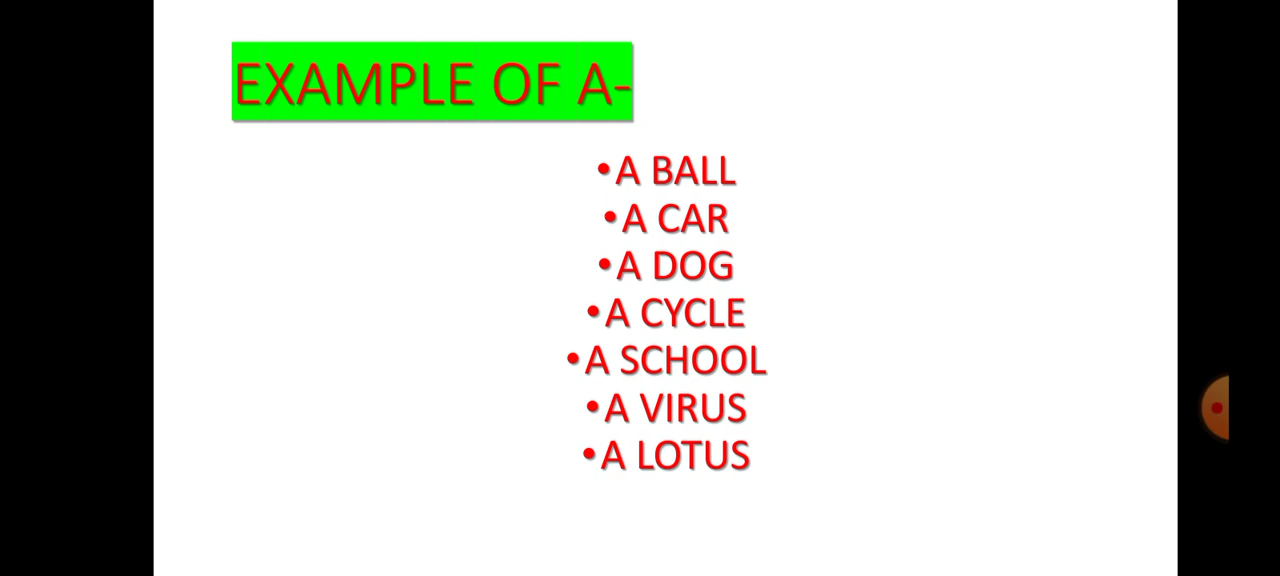 EXAMPLE OF A-
•A BALL
•A CAR
•A DOG
•A CYCLE
•A SCHOOL
•A VIRUS
•A LOTUS